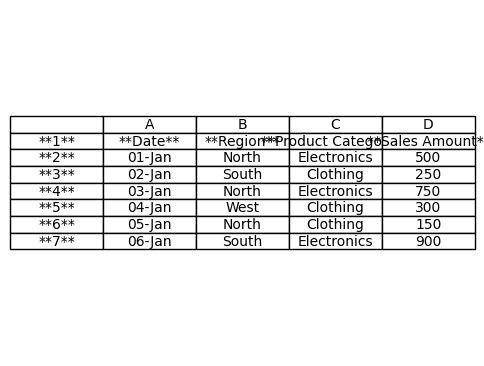 A B C D
**1** **Date** **Region** **Product Catego **Sales Amount**
**2** 01-Jan North Electronics 500
**3** 02-Jan South Clothing 250
**4** 03-Jan North Electronics 750
**5** 04-Jan West Clothing 300
**6** 05-Jan North Clothing 150
**7** 06-Jan South Electronics 900